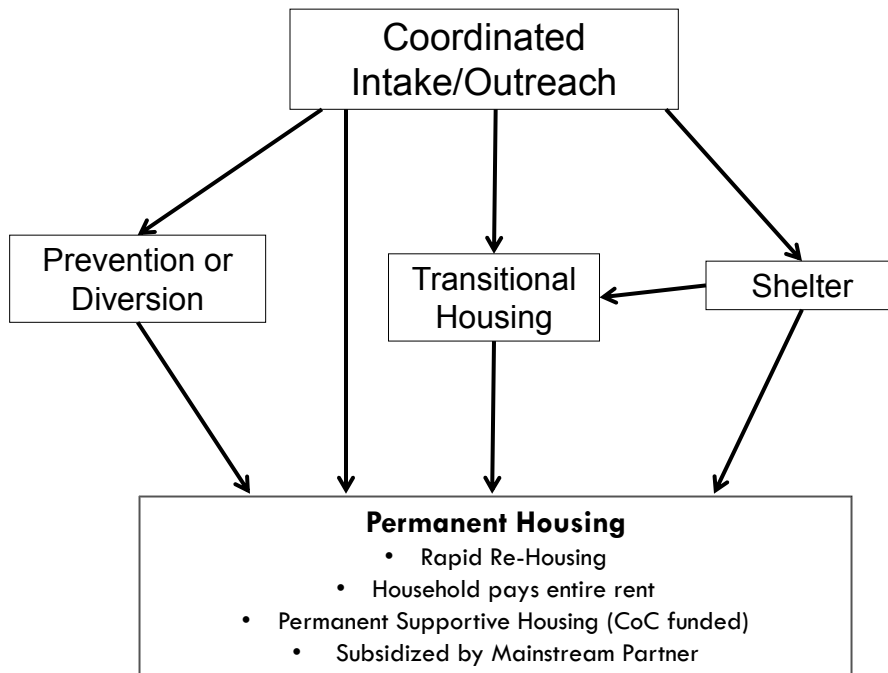 Coordinated
Intake/Outreach
Prevention or
Diversion
Transitional
Housing
Shelter
Permanent Housing
• Rapid Re-Housing
• Household pays entire rent
• Permanent Supportive Housing (CoC funded)
• Subsidized by Mainstream Partner